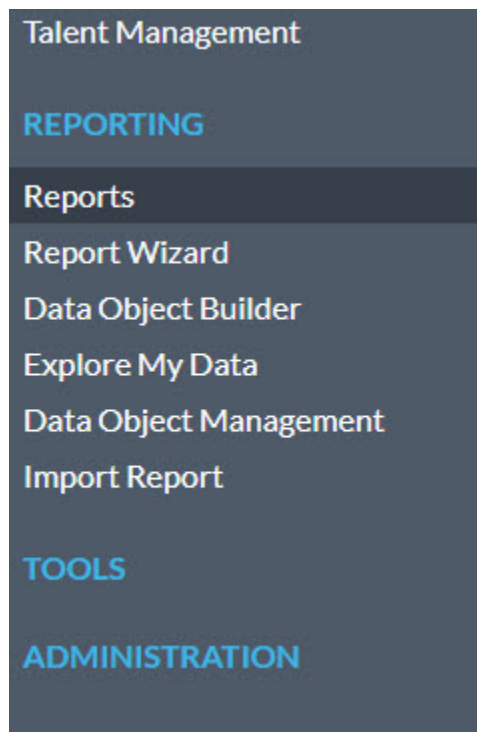 Talent Management
REPORTING
Reports
Report Wizard
Data Object Builder
Explore My Data
Data Object Management
Import Report
TOOLS
ADMINISTRATION